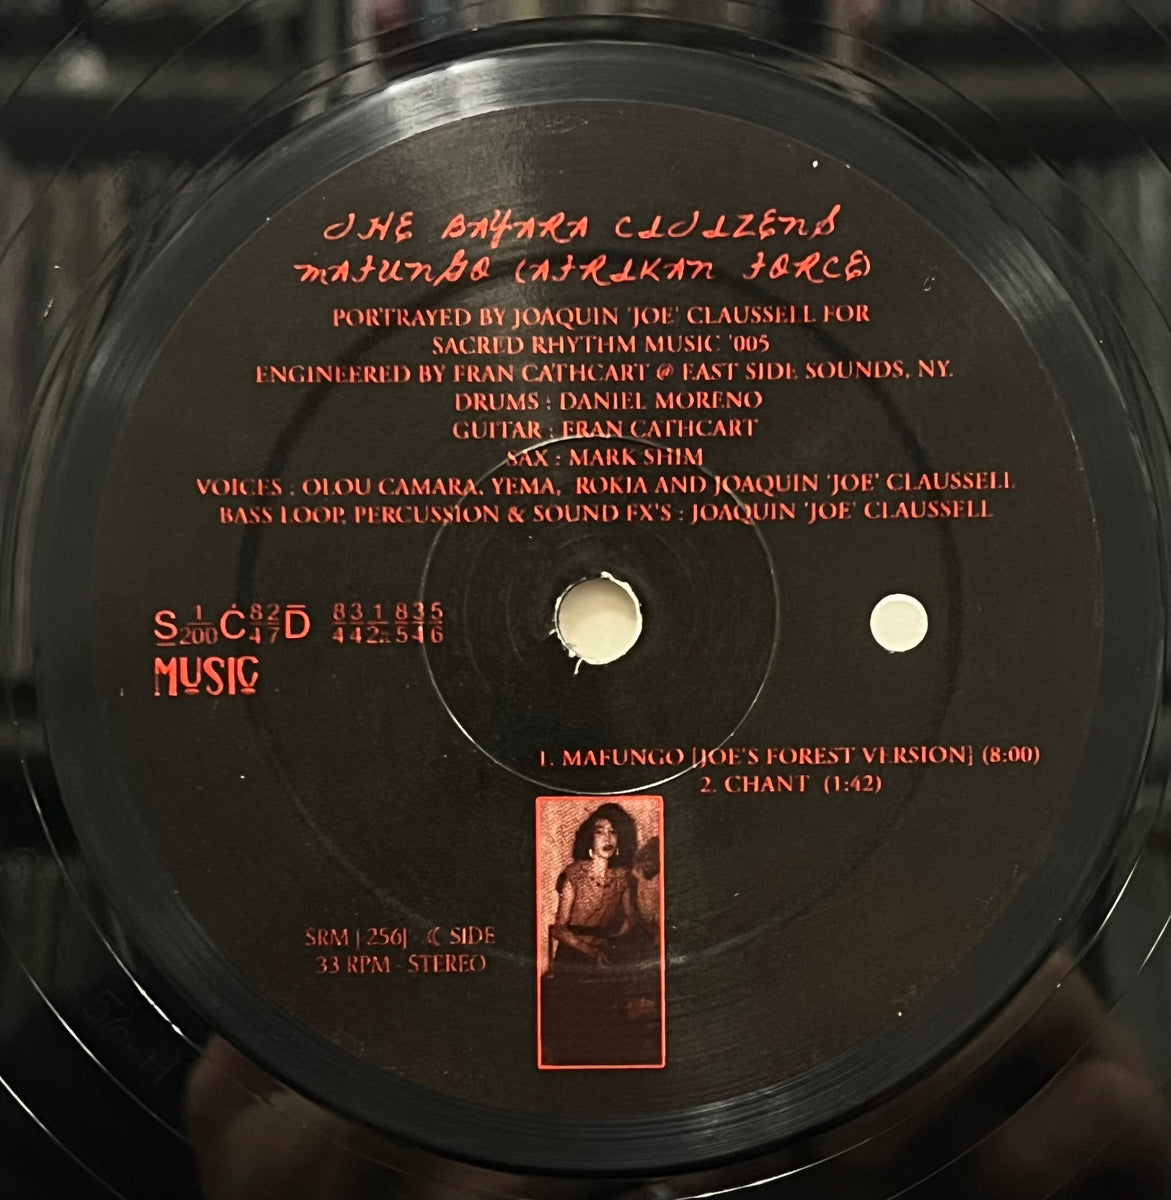 THE BAYARA CITIZENS
MAFUNGO (AFRIKAN FORCE)
PORTRAYED BY JOAQUIN 'JOE' CLAUSSELL FOR
SACRED RHYTHM MUSIC '005
ENGINEERED BY FRAN CATHCART @ EAST SIDE SOUNDS, NY.
DRUMS : DANIEL MORENO
GUITAR : FRAN CATHCART
SAX : MARK SHIM
VOICES : OLOU CAMARA, YEMA, ROKIA AND JOAQUIN 'JOE' CLAUSSELL
BASS LOOP, PERCUSSION & SOUND FX'S : JOAQUIN 'JOE' CLAUSSELL
MUSIC
1. MAFUNGO [JOE'S FOREST VERSION] (8:00)
2. CHANT (1:42)
SRM | 256| · C SIDE
33 RPM - STEREO